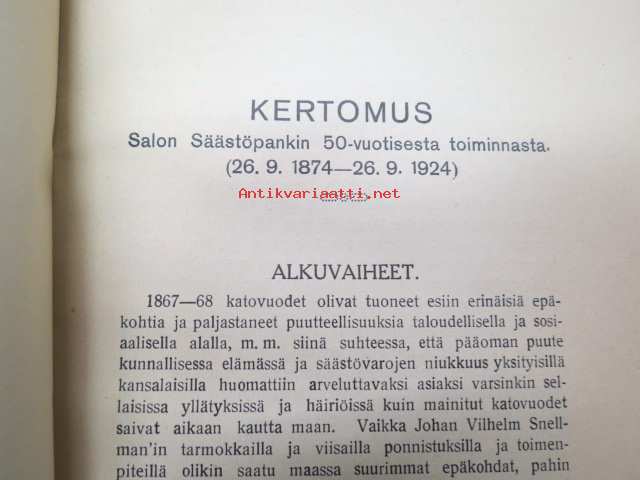 KERTOMUS
Salon Säästöpankin 50-vuotisesta toiminnasta.
(26. 9. 1874—26. 9. 1924)
Antikvariaatti.net
ALKUVAIHEET.
1867—68 katovuodet olivat tuoneet esiin erinäisiä epä-
kohtia ja paljastaneet puutteellisuuksia taloudellisella ja sosi-
aalisella alalla, m. m. siinä suhteessa, että pääoman puute
kunnallisessa elämässä ja säästövarojen niukkuus yksityisillä
kansalaisilla huomattiin arveluttavaksi asiaksi varsinkin sel-
laisissa yllätyksissä ja häiriöissä kuin mainitut katovuodet
saivat aikaan kautta maan. Vaikka Johan Vilhelm Snell-
man'in tarmokkailla ja viisailla ponnistuksilla ja toimen-
piteillä olikin saatu maassa suurimmat epäkohdat, pahin